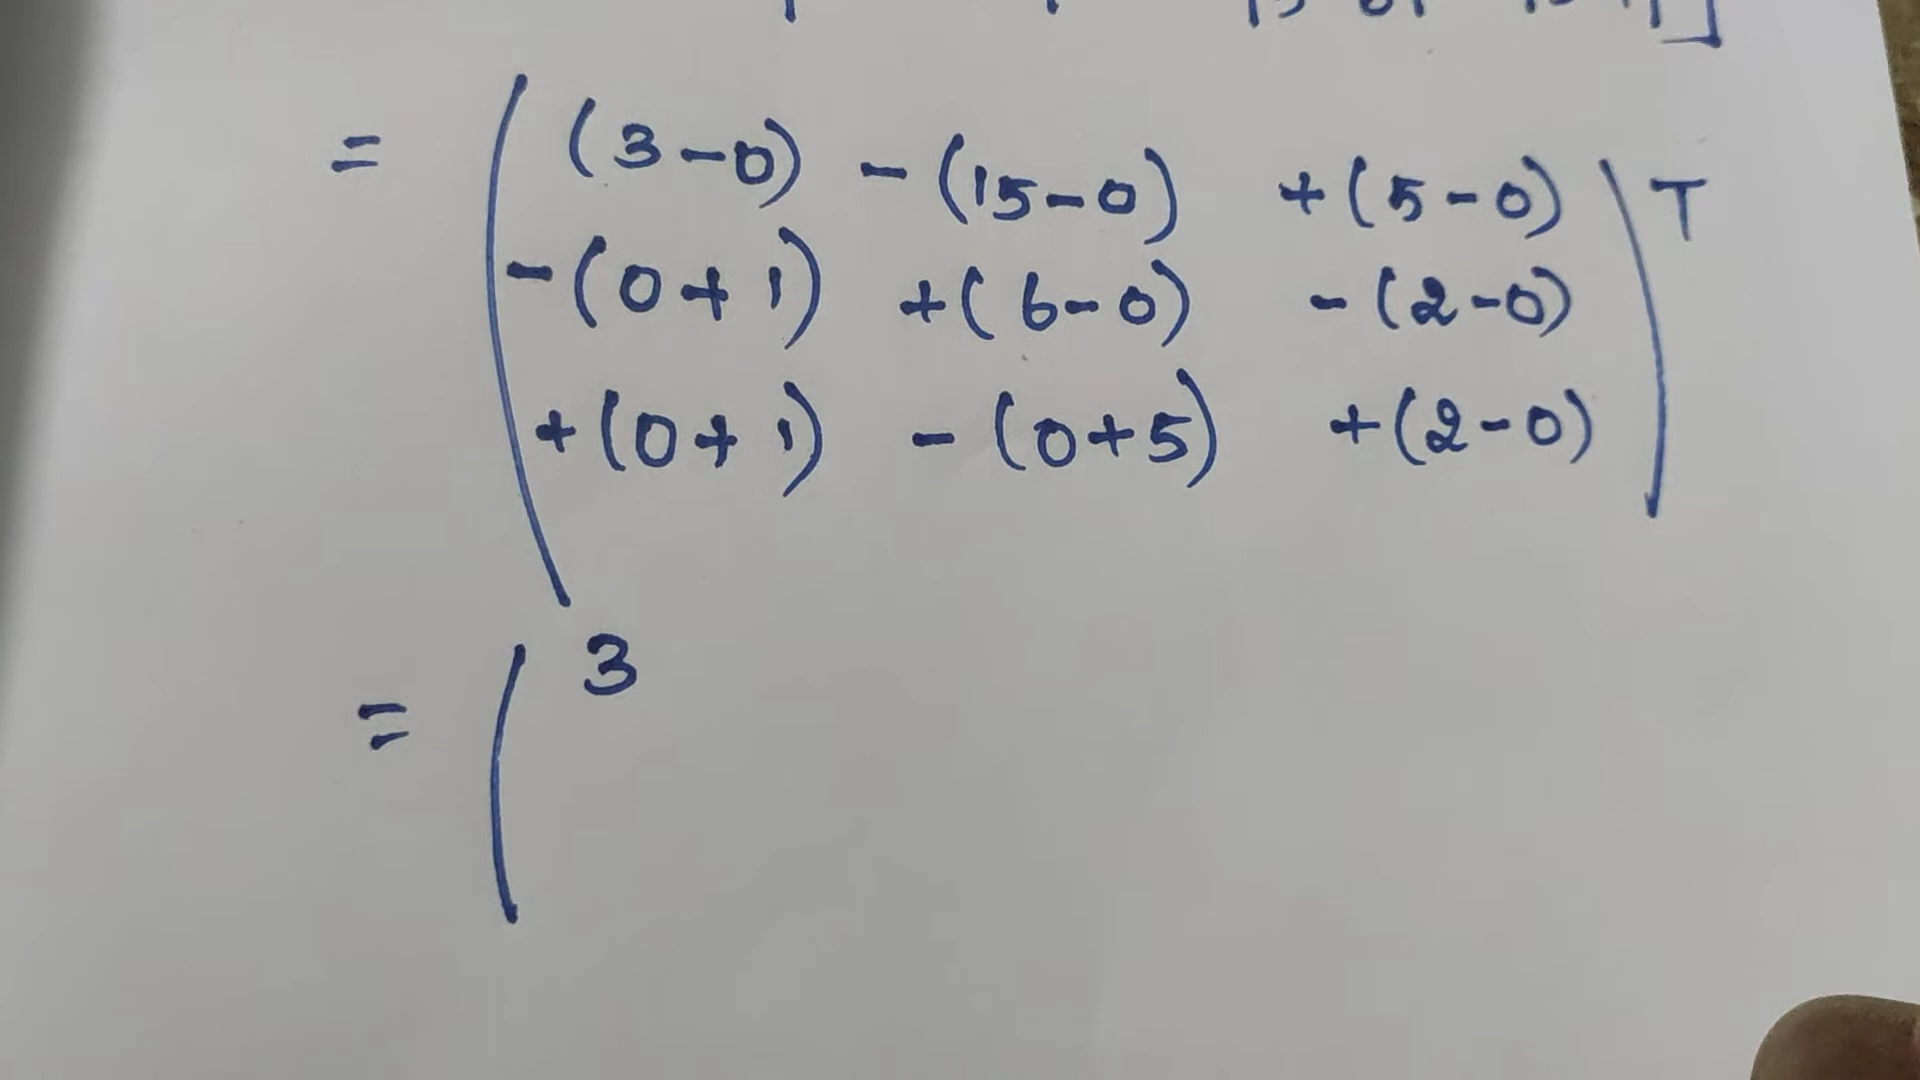 = ( (3-0) -(15-0) +(5-0) ) T
-(0+1) +(6-0) -(2-0)
+(0+1) -(0+5) +(2-0)
= ( 3